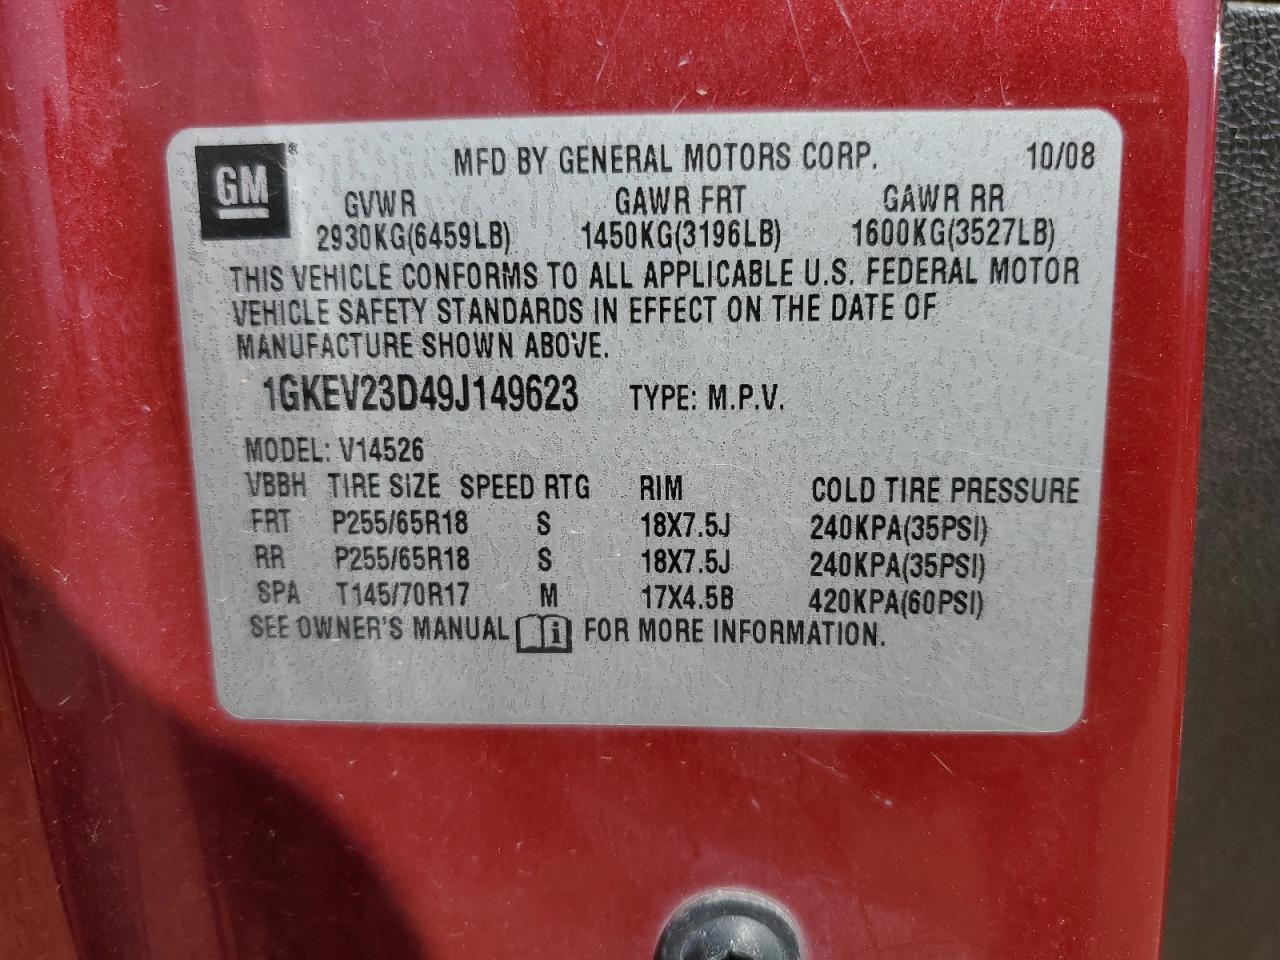 GM® MFD BY GENERAL MOTORS CORP. 10/08
GVWR GAWR FRT GAWR RR
2930KG(6459LB) 1450KG(3196LB) 1600KG(3527LB)
THIS VEHICLE CONFORMS TO ALL APPLICABLE U.S. FEDERAL MOTOR
VEHICLE SAFETY STANDARDS IN EFFECT ON THE DATE OF
MANUFACTURE SHOWN ABOVE.
1GKEV23D49J149623 TYPE: M.P.V.
MODEL: V14526
VBBH TIRE SIZE SPEED RTG RIM COLD TIRE PRESSURE
FRT P255/65R18 S 18X7.5J 240KPA(35PSI)
RR P255/65R18 S 18X7.5J 240KPA(35PSI)
SPA T145/70R17 M 17X4.5B 420KPA(60PSI)
SEE OWNER'S MANUAL i FOR MORE INFORMATION.